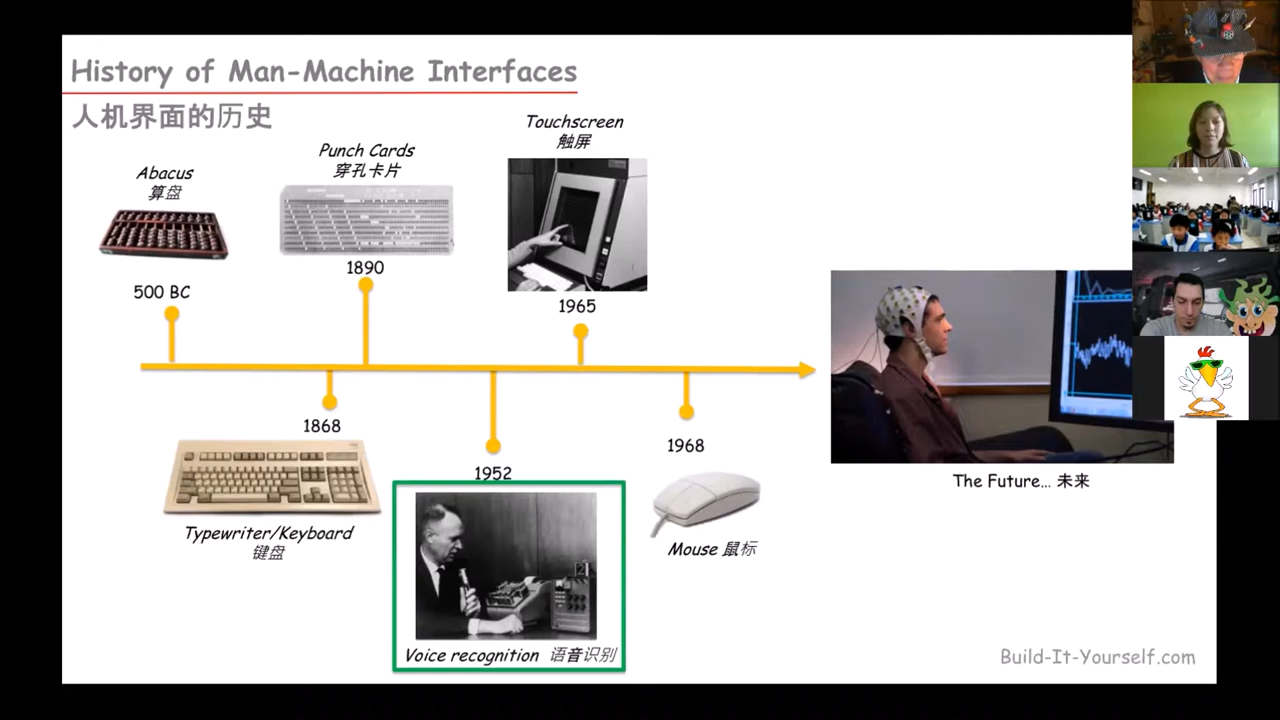 History of Man-Machine Interfaces
人机界面的历史
Abacus
算盘
500 BC
Punch Cards
穿孔卡片
1890
Touchscreen
触屏
1965
1868
Typewriter/Keyboard
键盘
1952
Voice recognition 语音识别
1968
Mouse 鼠标
The Future... 未来
Build-It-Yourself.com